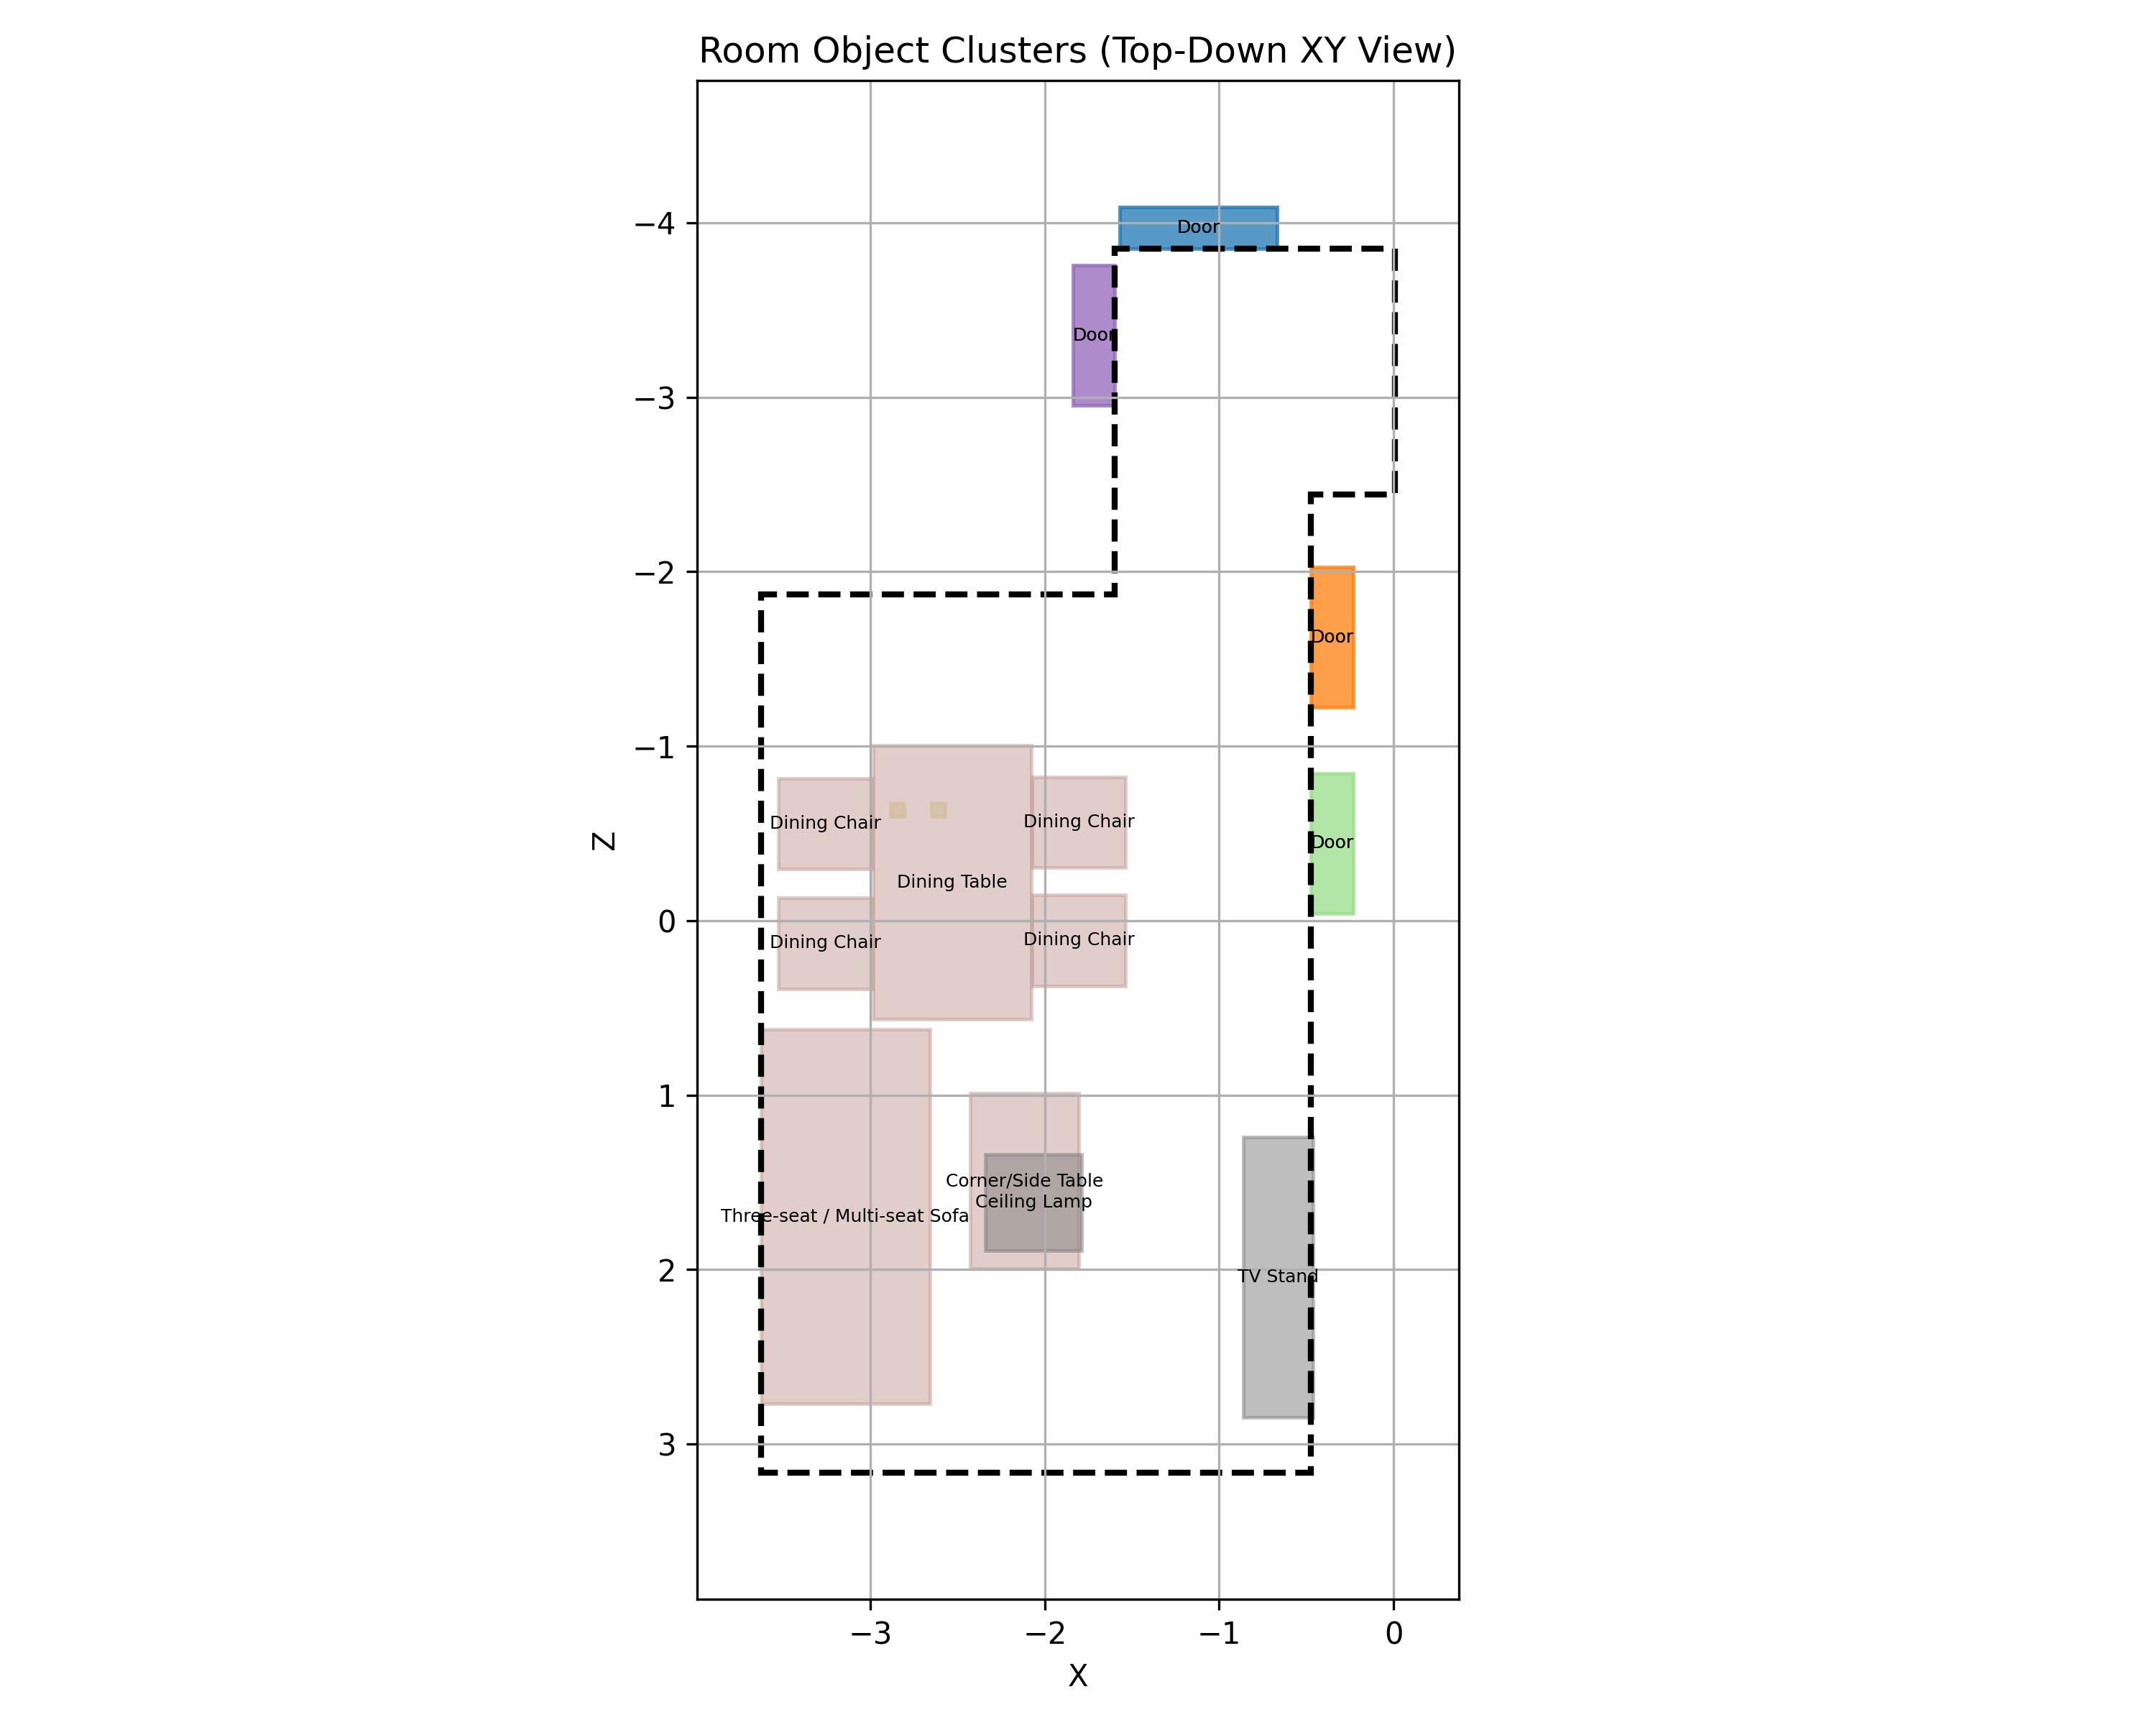 Room Object Clusters (Top-Down XY View)
−4
Door
Door
−3
−2
Door
−1
Dining Chair
Dining Chair
Door
Z
Dining Table
0
Dining Chair
Dining Chair
1
Corner/Side Table
Ceiling Lamp
Three-seat / Multi-seat Sofa
2
TV Stand
3
−3
−2
−1
0
X